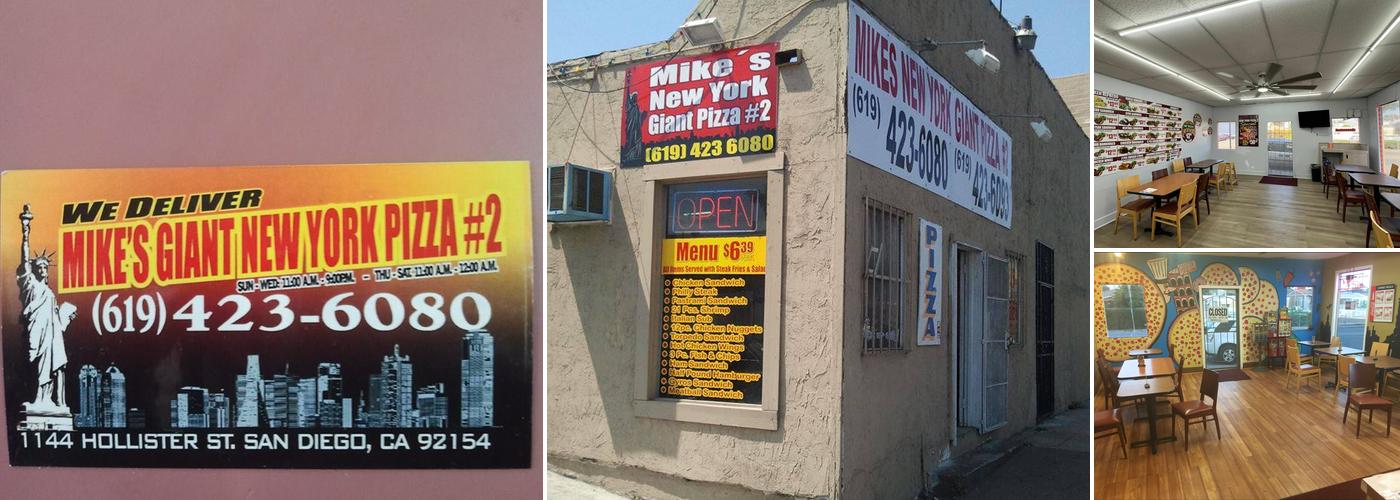 WE DELIVER
MIKE'S GIANT NEW YORK PIZZA #2
SUN - WED: 11:00 A.M. - 9:00PM. - THU - SAT: 11:00 A.M. - 12:00 A.M.
(619) 423-6080
1144 HOLLISTER ST. SAN DIEGO, CA 92154
Mike´s
New York
Giant Pizza #2
(619) 423 6080
OPEN
Menu $6.39
All Items Served with Steak Fries & Salad
Chicken Sandwich
Philly Steak
Pastrami Sandwich
21 Pcs. Shrimp
Italian Sub
12pc. Chicken Nuggets
Torpedo Sandwich
Hot Chicken Wings
3 Pc. Fish & Chips
Ham Sandwich
Half Pound Hamburger
Gyros Sandwich
Meatball Sandwich
MIKES NEW YORK GIANT PIZZA
(619) 423-6080 (619) 423-6093
PIZZA
CLOSED